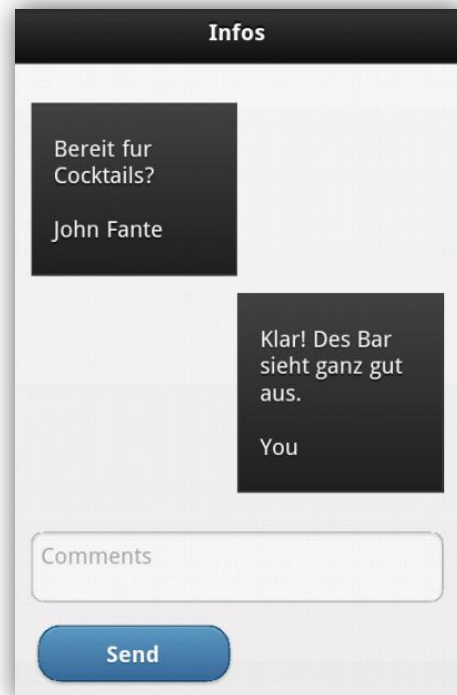 Infos
Bereit fur
Cocktails?
John Fante
Klar! Des Bar
sieht ganz gut
aus.
You
Comments
Send